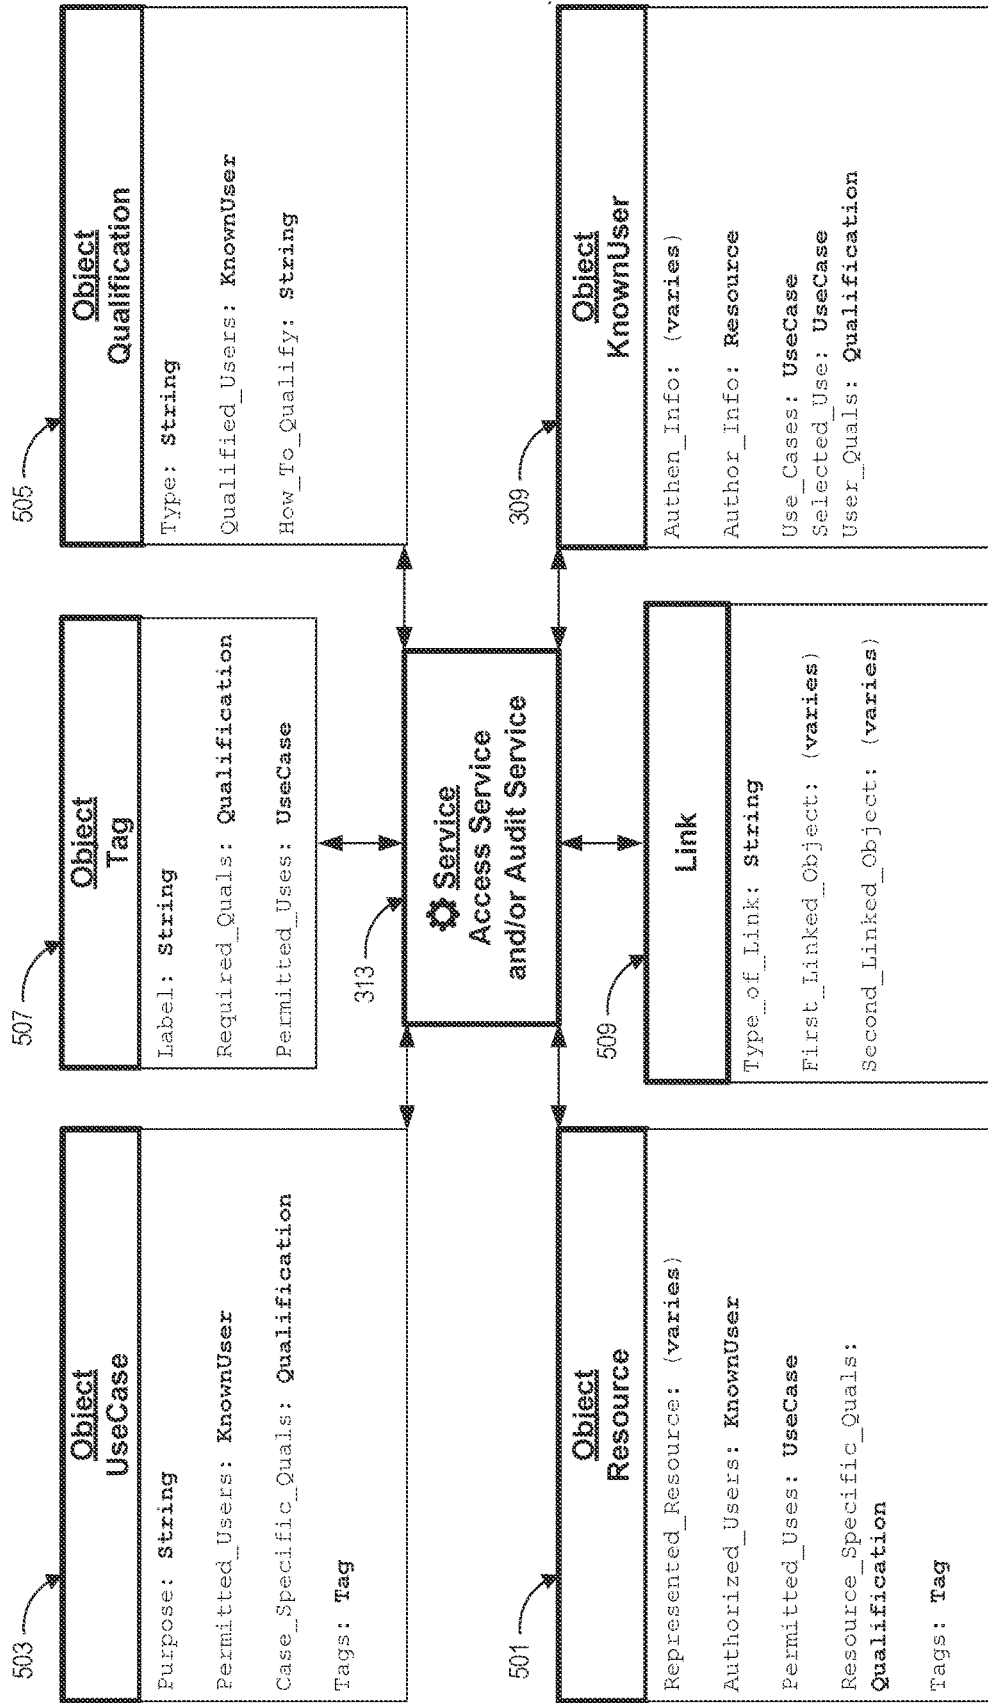 503
Object
UseCase
Purpose: String
Permitted_Users: KnownUser
Case_Specific_Quals: Qualification
Tags: Tag
507
Object
Tag
Label: String
Required_Quals: Qualification
Permitted_Uses: UseCase
505
Object
Qualification
Type: String
Qualified_Users: KnownUser
How_To_Qualify: String
313
Service
Access Service
and/or Audit Service
501
Object
Resource
Represented_Resource: (varies)
Authorized_Users: KnownUser
Permitted_Uses: UseCase
Resource_Specific_Quals:
Qualification
Tags: Tag
509
Link
Type_of_Link: String
First_Linked_Object: (varies)
Second_Linked_Object: (varies)
309
Object
KnownUser
Authen_Info: (varies)
Author_Info: Resource
Use_Cases: UseCase
Selected_Use: UseCase
User_Quals: Qualification